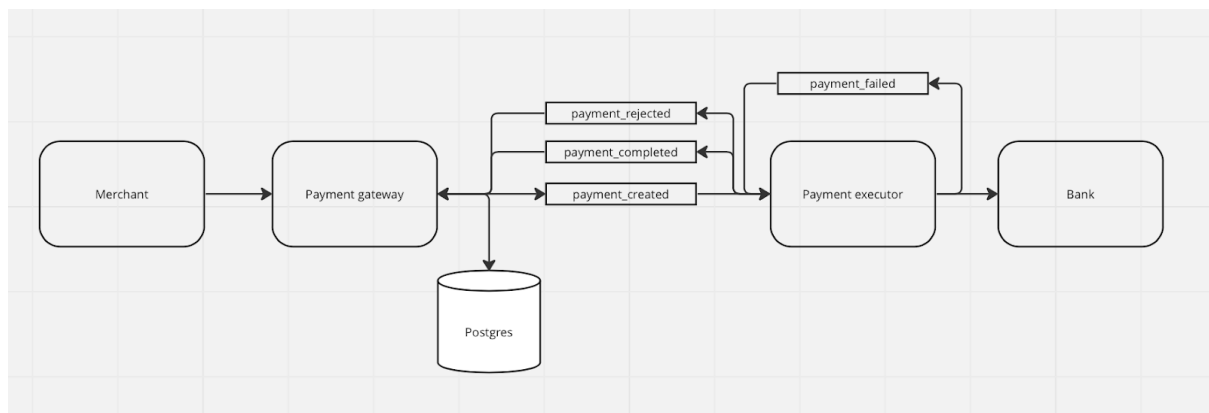 payment_failed
payment_rejected
payment_completed
Merchant
Payment gateway
payment_created
Payment executor
Bank
Postgres